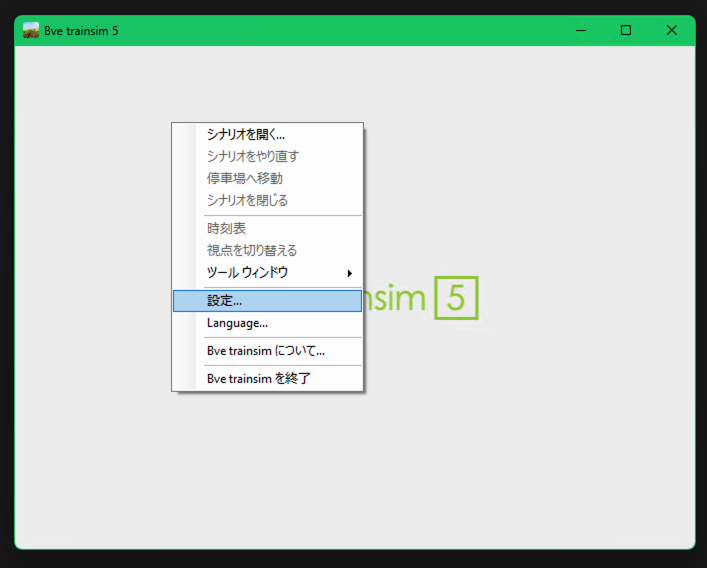 Bve trainsim 5
シナリオを開く...
シナリオをやり直す
停車場へ移動
シナリオを閉じる
時刻表
視点を切り替える
ツール ウィンドウ
設定...
nsim 5
Language...
Bve trainsim について...
Bve trainsim を終了